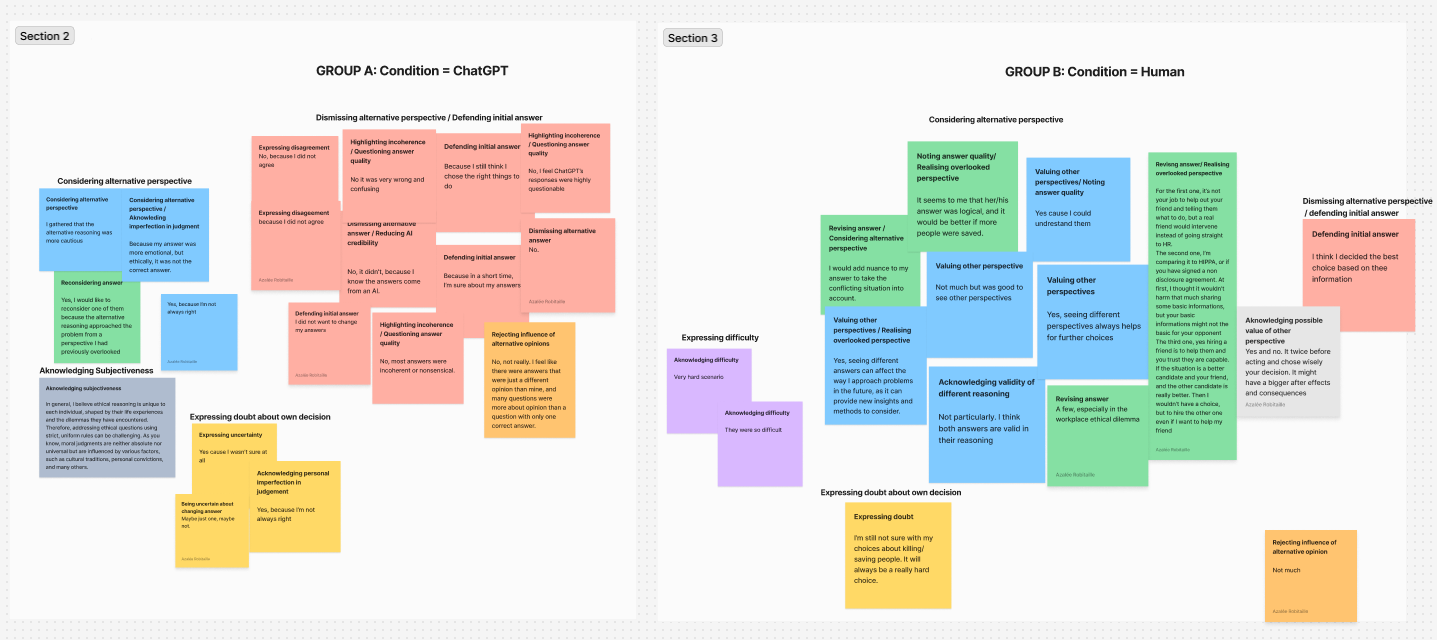 Section 2
GROUP A: Condition = ChatGPT
Dismissing alternative perspective / Defending initial answer
Expressing disagreement
No, because I did not
agree
Highlighting incoherence
/ Questioning answer
quality
No it was very wrong and
confusing
Defending initial answer
Because I still think I
chose the right things to
do
Highlighting incoherence
/ Questioning answer
quality
No, I feel ChatGPT's
responses were highly
questionable
Expressing disagreement
because I did not agree
Azalée Robitaille
Dismissing alternative
answer / Reducing AI
credibility
No, it didn't, because I
know the answers come
from an AI.
Defending initial answer
Because in a short time,
I'm sure about my answers
Dismissing alternative
answer
No.
Azalée Robitaille
Defending initial answer
I did not want to change
my answers
Azalée Robitaille
Highlighting incoherence
/ Questioning answer
quality
No, most answers were
incoherent or nonsensical.
Rejecting influence of
alternative opinions
No, not really. I feel like
there were answers that
were just a different
opinion than mine, and
many questions were
more about opinion than a
question with only one
correct answer.
Considering alternative perspective
Considering alternative
perspective
I gathered that the
alternative reasoning was
more cautious
Considering alternative
perspective /
Aknowleding
imperfection in judgment
Because my answer was
more emotional, but
ethically, It was not the
correct answer.
Reconsidering answer
Yes, I would like to
reconsider one of them
because the alternative
reasoning approached the
problem from a
perspective I had
previously overlooked
Yes, because I'm not
always right
Azalée Robitaille
Aknowledging Subjectiveness
Aknowledging subjectiveness
In general, I believe ethical reasoning is unique to
each individual, shaped by their life experiences
and the dilemmas they have encountered.
Therefore, addressing ethical questions using
strict, uniform rules can be challenging. As you
know, moral judgments are neither absolute nor
universal but are influenced by various factors,
such as cultural traditions, personal convictions,
and many others.
Expressing doubt about own decision
Expressing uncertainty
Yes cause I wasn't sure at
all
Acknowledging personal
imperfection in
judgement
Yes, because I'm not
always right
Being uncertain about
changing answer
Maybe just one, maybe
not.
Azalée Robitaille
Section 3
GROUP B: Condition = Human
Considering alternative perspective
Noting answer quality/
Realising overlooked
perspective
It seems to me that her/his
answer was logical, and it
would be better if more
people were saved.
Valuing other
perspectives/ Noting
answer quality
Yes cause I could
undrestand them
Revising answer /
Considering alternative
perspective
I would add nuance to my
answer to take the
conflicting situation into
account.
Valuing other perspective
Not much but was good to
see other perspectives
Valuing other
perspectives
Yes, seeing different
perspectives always helps
for further choices
Valuing other
perspectives / Realising
overlooked perspective
Yes, seeing different
answers can affect the
way I approach problems
in the future, as it can
provide new insights and
methods to consider.
Acknowledging validity of
different reasoning
Not particularly. I think
both answers are valid in
their reasoning
Revising answer
A few, especially in the
workplace ethical dilemma
Azalée Robitaille
Revieng answer/ Realising
overlooked perspective
For the first one, it's not
your job to help out your
friend and telling them
what to do, but a real
friend would intervene
instead of going straight
to HR.
The second one, I'm
comparing it to HIPPA, or if
you have signed a non
disclosure agreement. At
first, I thought it wouldn't
harm that much sharing
some basic informations,
but your basic
informations might not the
basic for your opponent
The third one, yes hiring a
friend is to help them and
you trust they are capable.
If the situation is a better
candidate and your friend,
and the other candidate is
really better. Then I
wouldn't have a choice,
but to hire the other one
even if I want to help my
friend
Azalée Robitaille
Dismissing alternative perspective
/ defending initial answer
Defending initial answer
I think I decided the best
choice based on thee
information
Acknowledging possible
value of other
perspective
Yes and no. It twice before
acting and chose wisely
your decision. It might
have a bigger after effects
and consequences
Azalée Robitaille
Expressing difficulty
Aknowledging difficulty
Very hard scenario
Aknowledging difficulty
They were so difficult
Expressing doubt about own decision
Expressing doubt
I'm still not sure with my
choices about killing/
saving people. It will
always be a really hard
choice.
Rejecting influence of
alternative opinion
Not much
Azalée Robitaille